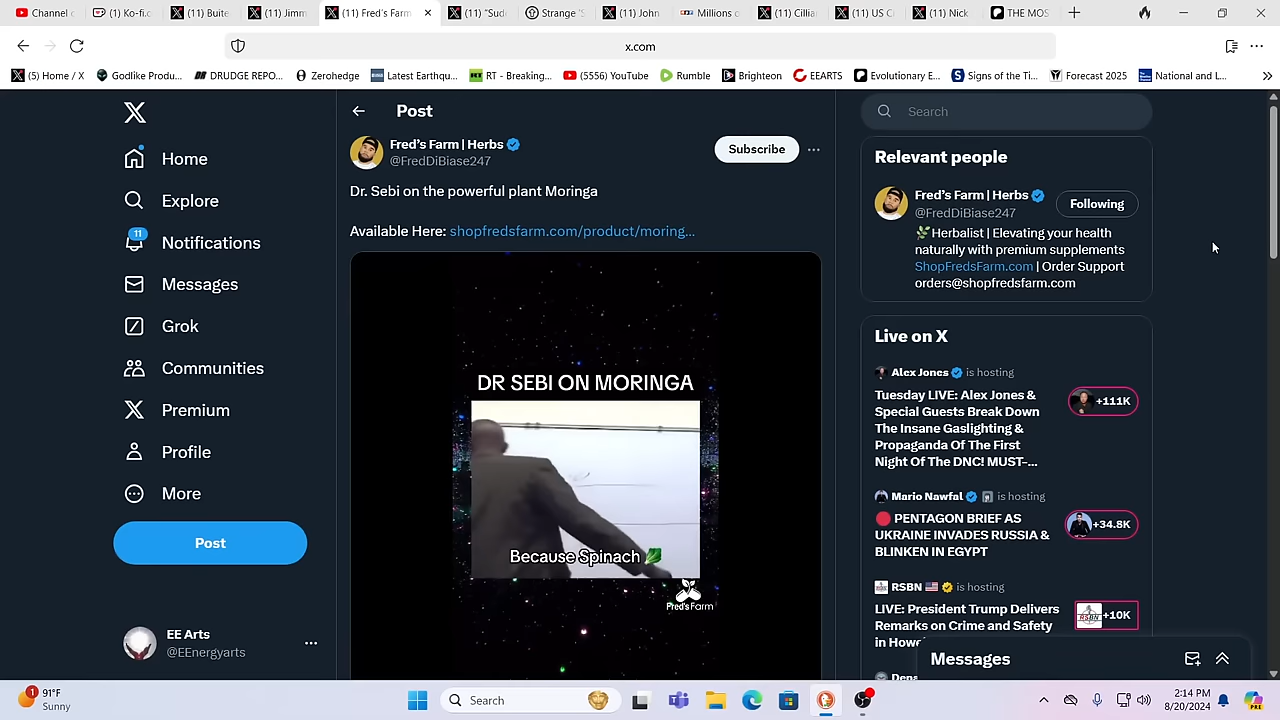 Channel c
(1) Ko-fi.c
(11) Buite
(11) Jimm
(11) Fred's Farm
(11) "Sud
Strange 'S
(11) John
Millions o
(11) Cillia
(11) US C
(11) Nick
THE MOS
x.com
(5) Home / X
Godlike Produ...
DRUDGE REPO...
Zerohedge
Latest Earthqu...
RT - Breaking...
(5556) YouTube
Rumble
Brighteon
EEARTS
Evolutionary E...
Signs of the Ti...
Forecast 2025
National and L...
Home
Explore
11
Notifications
Messages
Grok
Communities
Premium
Profile
More
Post
EE Arts
@EEnergyarts
Post
Fred's Farm | Herbs
@FredDiBiase247
Subscribe
Dr. Sebi on the powerful plant Moringa
Available Here: shopfredsfarm.com/product/moring...
DR SEBI ON MORINGA
Because Spinach
Fred's Farm
Search
Relevant people
Fred's Farm | Herbs
@FredDiBiase247
Following
Herbalist | Elevating your health
naturally with premium supplements
ShopFredsFarm.com | Order Support
orders@shopfredsfarm.com
Live on X
Alex Jones is hosting
Tuesday LIVE: Alex Jones &
Special Guests Break Down
The Insane Gaslighting &
Propaganda Of The First
Night Of The DNC! MUST-...
+111K
Mario Nawfal is hosting
PENTAGON BRIEF AS
UKRAINE INVADES RUSSIA &
BLINKEN IN EGYPT
+34.8K
RSBN is hosting
LIVE: President Trump Delivers
Remarks on Crime and Safety
in Howe
+10K
Messages
1
91°F
Sunny
Search
2:14 PM
8/20/2024
PRE